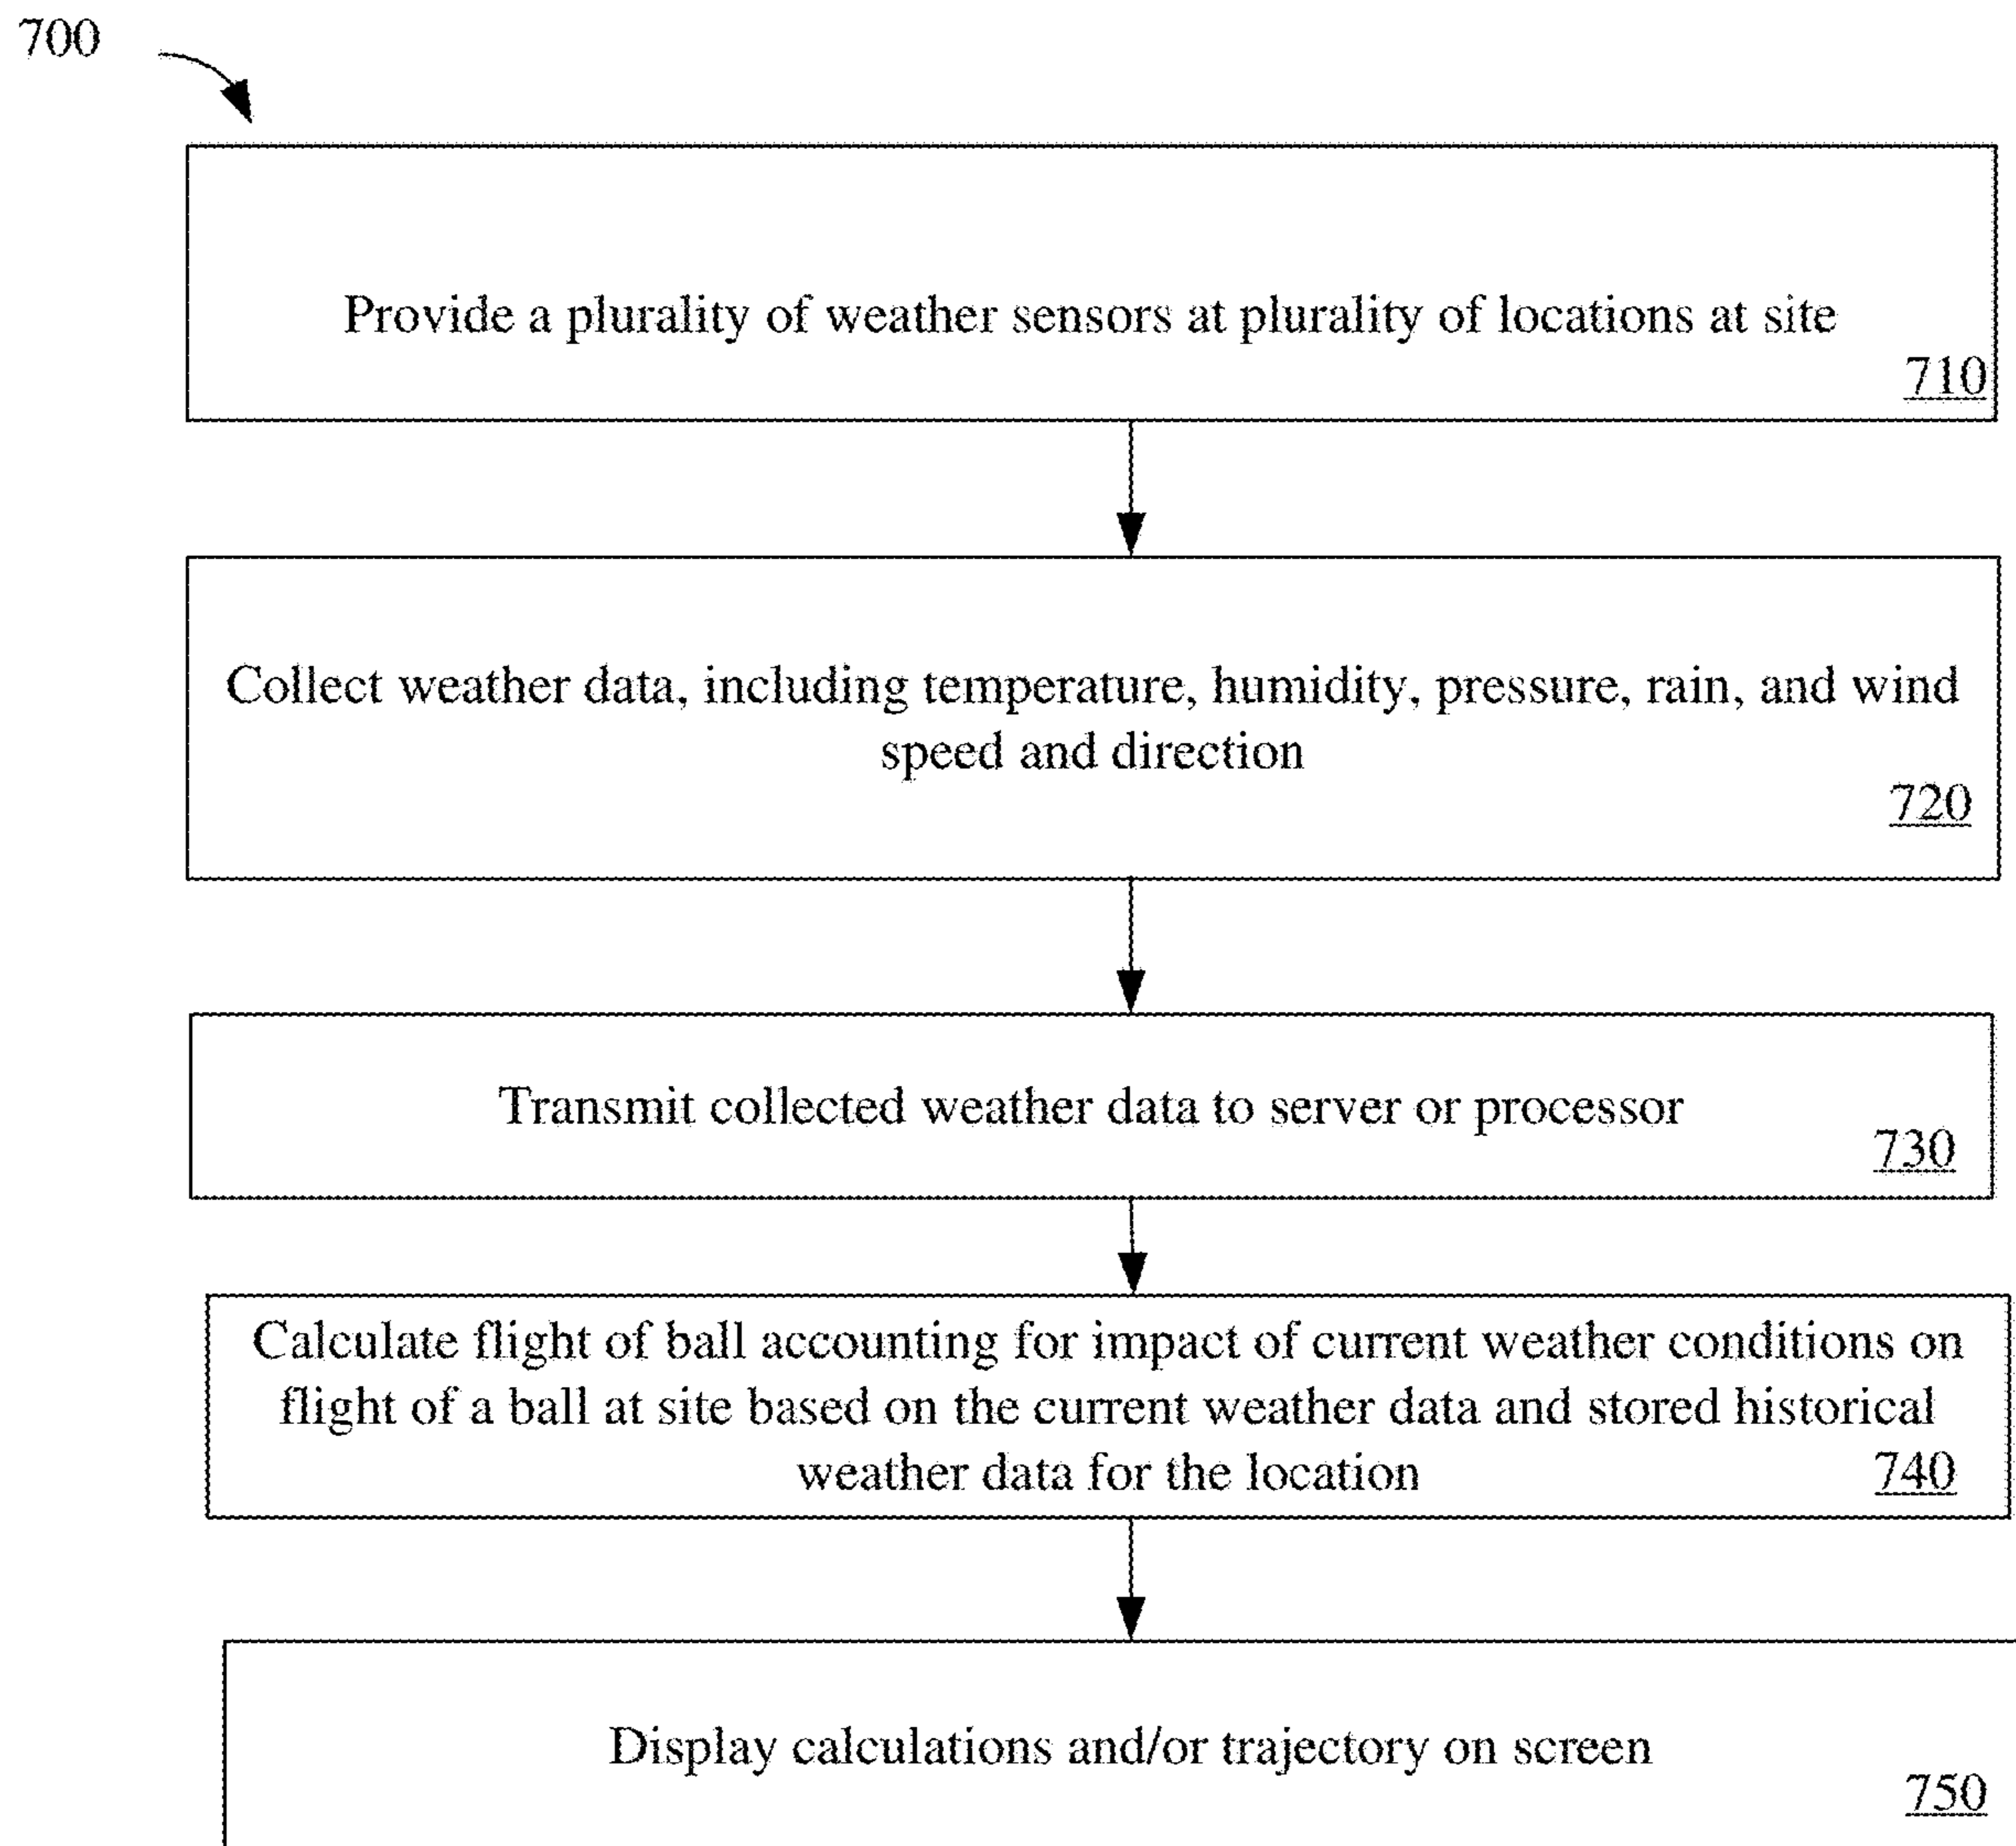 700
Provide a plurality of weather sensors at plurality of locations at site
710
Collect weather data, including temperature, humidity, pressure, rain, and wind
speed and direction
720
Transmit collected weather data to server or processor
730
Calculate flight of ball accounting for impact of current weather conditions on
flight of a ball at site based on the current weather data and stored historical
weather data for the location
740
Display calculations and/or trajectory on screen
750